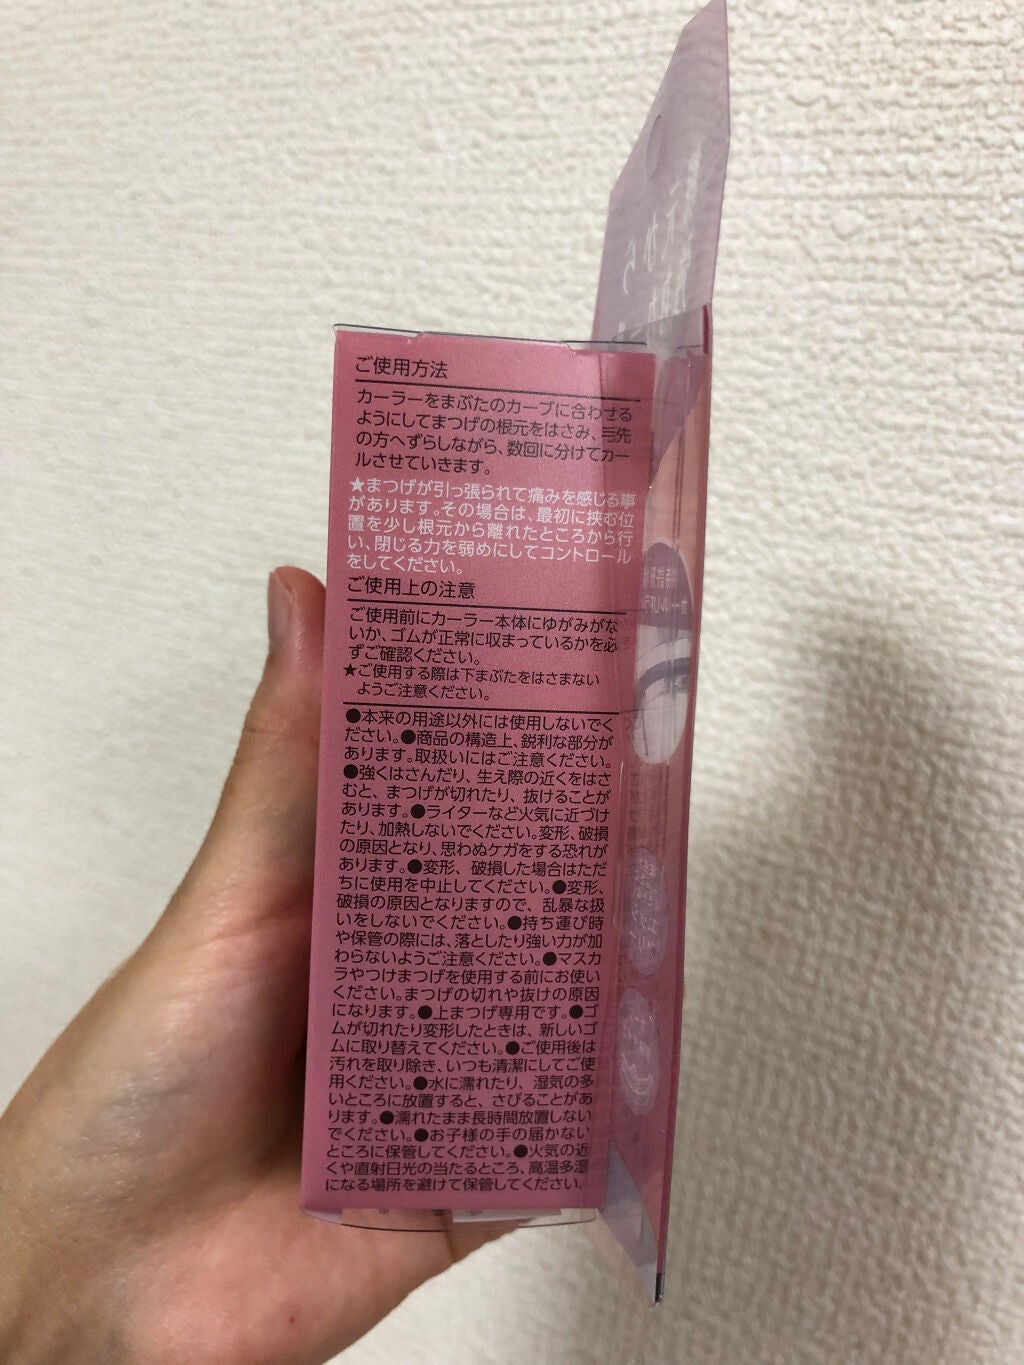 ご使用方法
カーラーをまぶたのカーブに合わせる
ようにしてまつげの根元をはさみ、毛先
の方へずらしながら、数回に分けてカー
ルさせていきます。
★まつげが引っ張られて痛みを感じる事
があります。その場合は、最初に挟む位
置を少し根元から離れたところから行
い、閉じる力を弱めにしてコントロール
をしてください。
ご使用上の注意
ご使用前にカーラー本体にゆがみがな
いか、ゴムが正常に収まっているかを必
ずご確認ください。
★ご使用する際は下まぶたをはさまない
ようご注意ください。
●本来の用途以外には使用しないでく
ださい。●商品の構造上、鋭利な部分が
あります。取扱いにはご注意ください。
●強くはさんだり、生え際の近くをはさ
むと、まつげが切れたり、抜けることが
あります。●ライターなど火気に近づけ
たり、加熱しないでください。変形、破損
の原因となり、思わぬケガをする恐れが
あります。●変形、破損した場合はただ
ちに使用を中止してください。●変形、
破損の原因となりますので、乱暴な扱
いをしないでください。●持ち運び時
や保管の際には、落としたり強い力が加
わらないようご注意ください。●マスカ
ラやつけまつげを使用する前にお使い
ください。まつげの切れや抜けの原因
になります。●上まつげ専用です。●ゴ
ムが切れたり変形したときは、新しいゴ
ムに取り替えてください。●ご使用後は
汚れを取り除き、いつも清潔にしてご使
用ください。●水に濡れたり、湿気の多
いところに放置すると、さびることがあ
ります。●濡れたまま長時間放置しない
でください。●お子様の手の届かない
ところに保管してください。●火気の近
くや直射日光の当たるところ、高温多湿
になる場所を避けて保管してください。